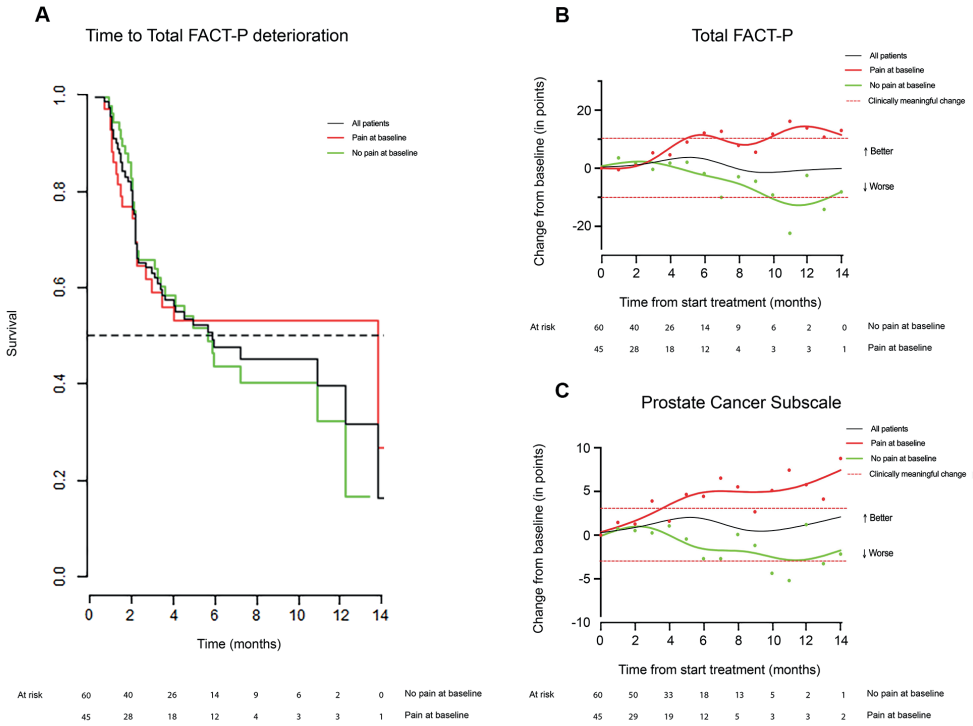 A
Time to Total FACT-P deterioration
All patients
Pain at baseline
No pain at baseline
Survival
1.0
0.8
0.6
0.4
0.2
0.0
0 2 4 6 8 10 12 14
Time (months)
At risk 60 40 26 14 9 6 2 0 No pain at baseline
45 28 18 12 4 3 3 1 Pain at baseline
B
Total FACT-P
All patients
Pain at baseline
No pain at baseline
Clinically meaningful change
Change from baseline (in points)
20
0
-20
↑ Better
↓ Worse
0 2 4 6 8 10 12 14
Time from start treatment (months)
At risk 60 40 26 14 9 6 2 0 No pain at baseline
45 28 18 12 4 3 3 1 Pain at baseline
C
Prostate Cancer Subscale
All patients
Pain at baseline
No pain at baseline
Clinically meaningful change
Change from baseline (in points)
10
5
0
-5
-10
↑ Better
↓ Worse
0 2 4 6 8 10 12 14
Time from start treatment (months)
At risk 60 50 33 18 13 5 2 1 No pain at baseline
45 29 19 12 5 3 3 2 Pain at baseline